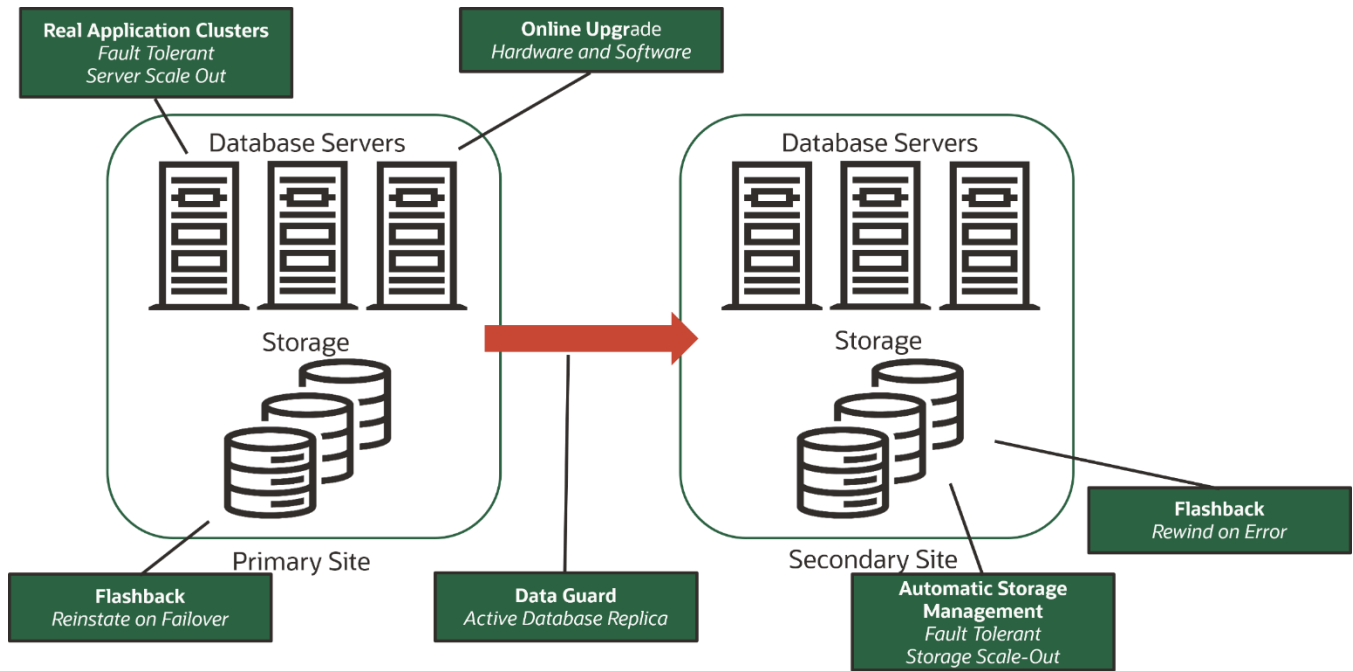 Real Application Clusters
Fault Tolerant
Server Scale Out
Online Upgrade
Hardware and Software
Database Servers
Storage
Primary Site
Database Servers
Storage
Secondary Site
Flashback
Reinstate on Failover
Data Guard
Active Database Replica
Automatic Storage
Management
Fault Tolerant
Storage Scale-Out
Flashback
Rewind on Error